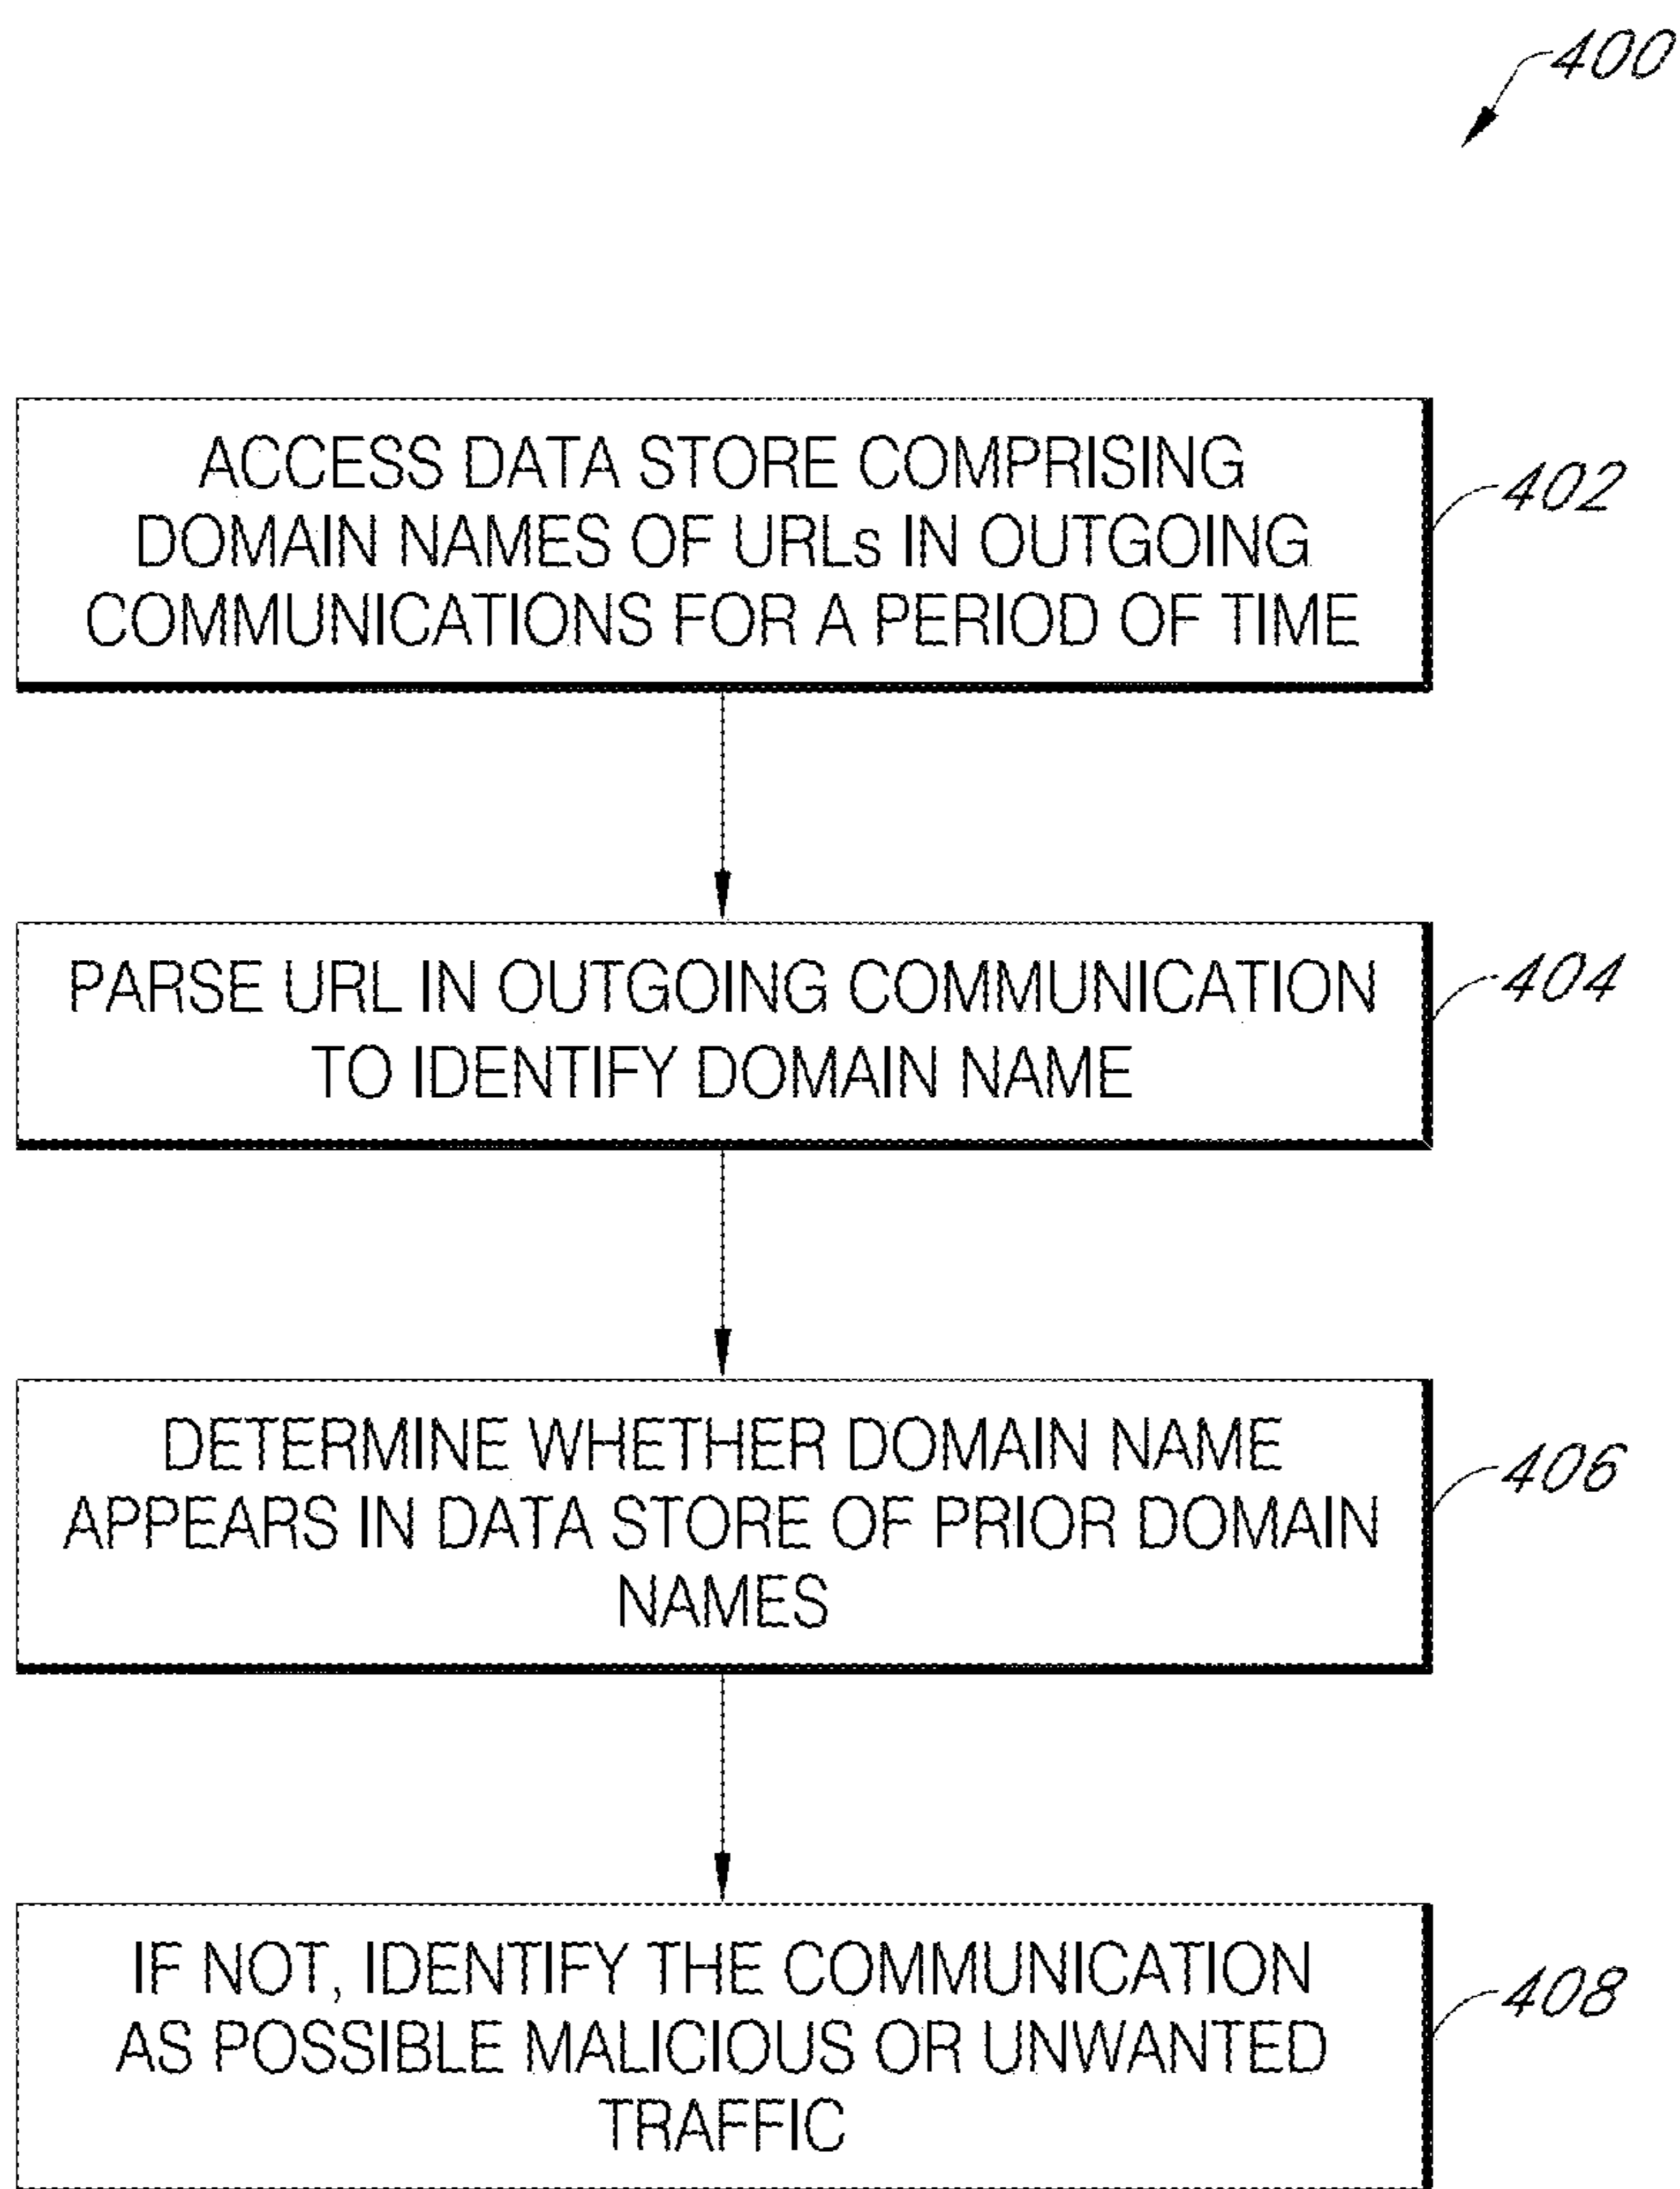 400
ACCESS DATA STORE COMPRISING
DOMAIN NAMES OF URLs IN OUTGOING
COMMUNICATIONS FOR A PERIOD OF TIME
402
PARSE URL IN OUTGOING COMMUNICATION
TO IDENTIFY DOMAIN NAME
404
DETERMINE WHETHER DOMAIN NAME
APPEARS IN DATA STORE OF PRIOR DOMAIN
NAMES
406
IF NOT, IDENTIFY THE COMMUNICATION
AS POSSIBLE MALICIOUS OR UNWANTED
TRAFFIC
408